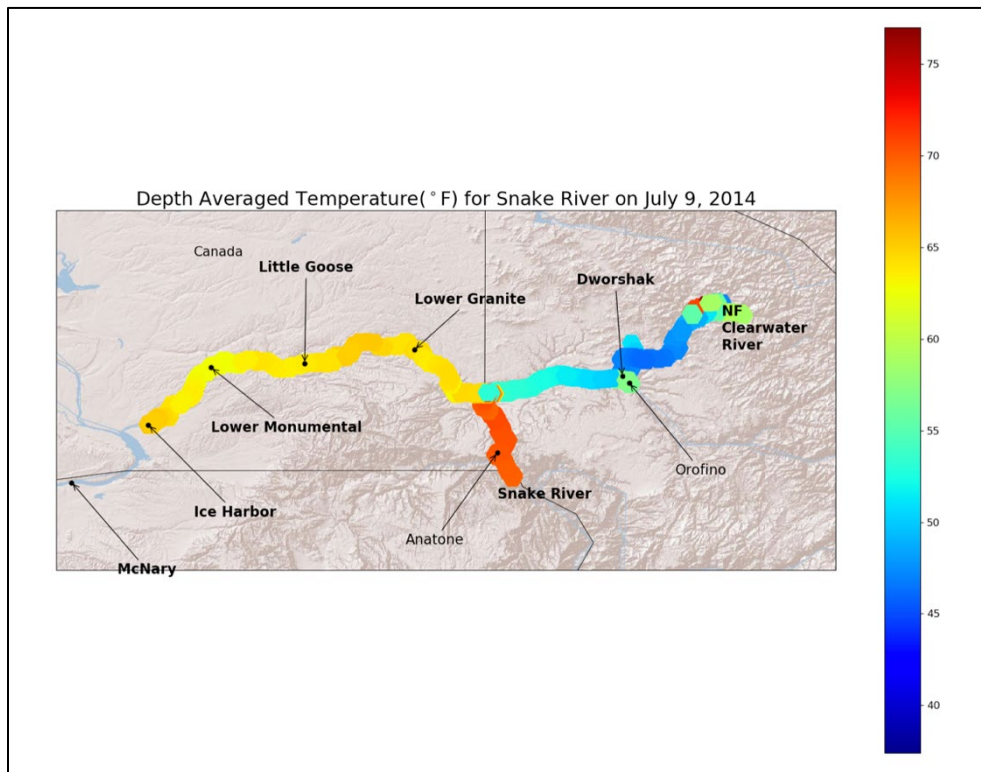 Depth Averaged Temperature(°F) for Snake River on July 9, 2014
Canada
Little Goose
Lower Granite
Dworshak
NF
Clearwater
River
Lower Monumental
Orofino
Snake River
Ice Harbor
Anatone
McNary
75
70
65
60
55
50
45
40